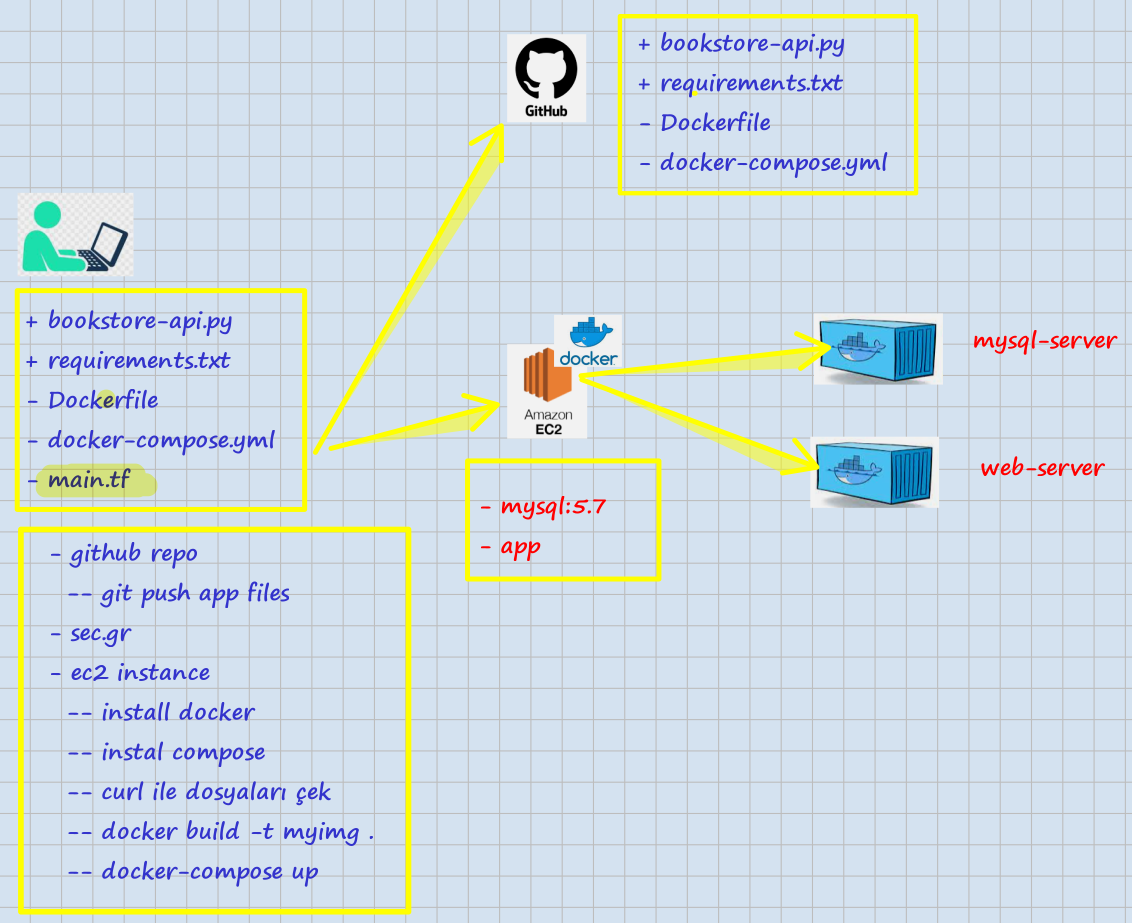 GitHub
+ bookstore-api.py
+ requirements.txt
- Dockerfile
- docker-compose.yml
+ bookstore-api.py
+ requirements.txt
- Dockerfile
- docker-compose.yml
- main.tf
docker
Amazon
EC2
mysql-server
web-server
- mysql:5.7
- app
- github repo
-- git push app files
- sec.gr
- ec2 instance
-- install docker
-- instal compose
-- curl ile dosyaları çek
-- docker build -t myimg .
-- docker-compose up